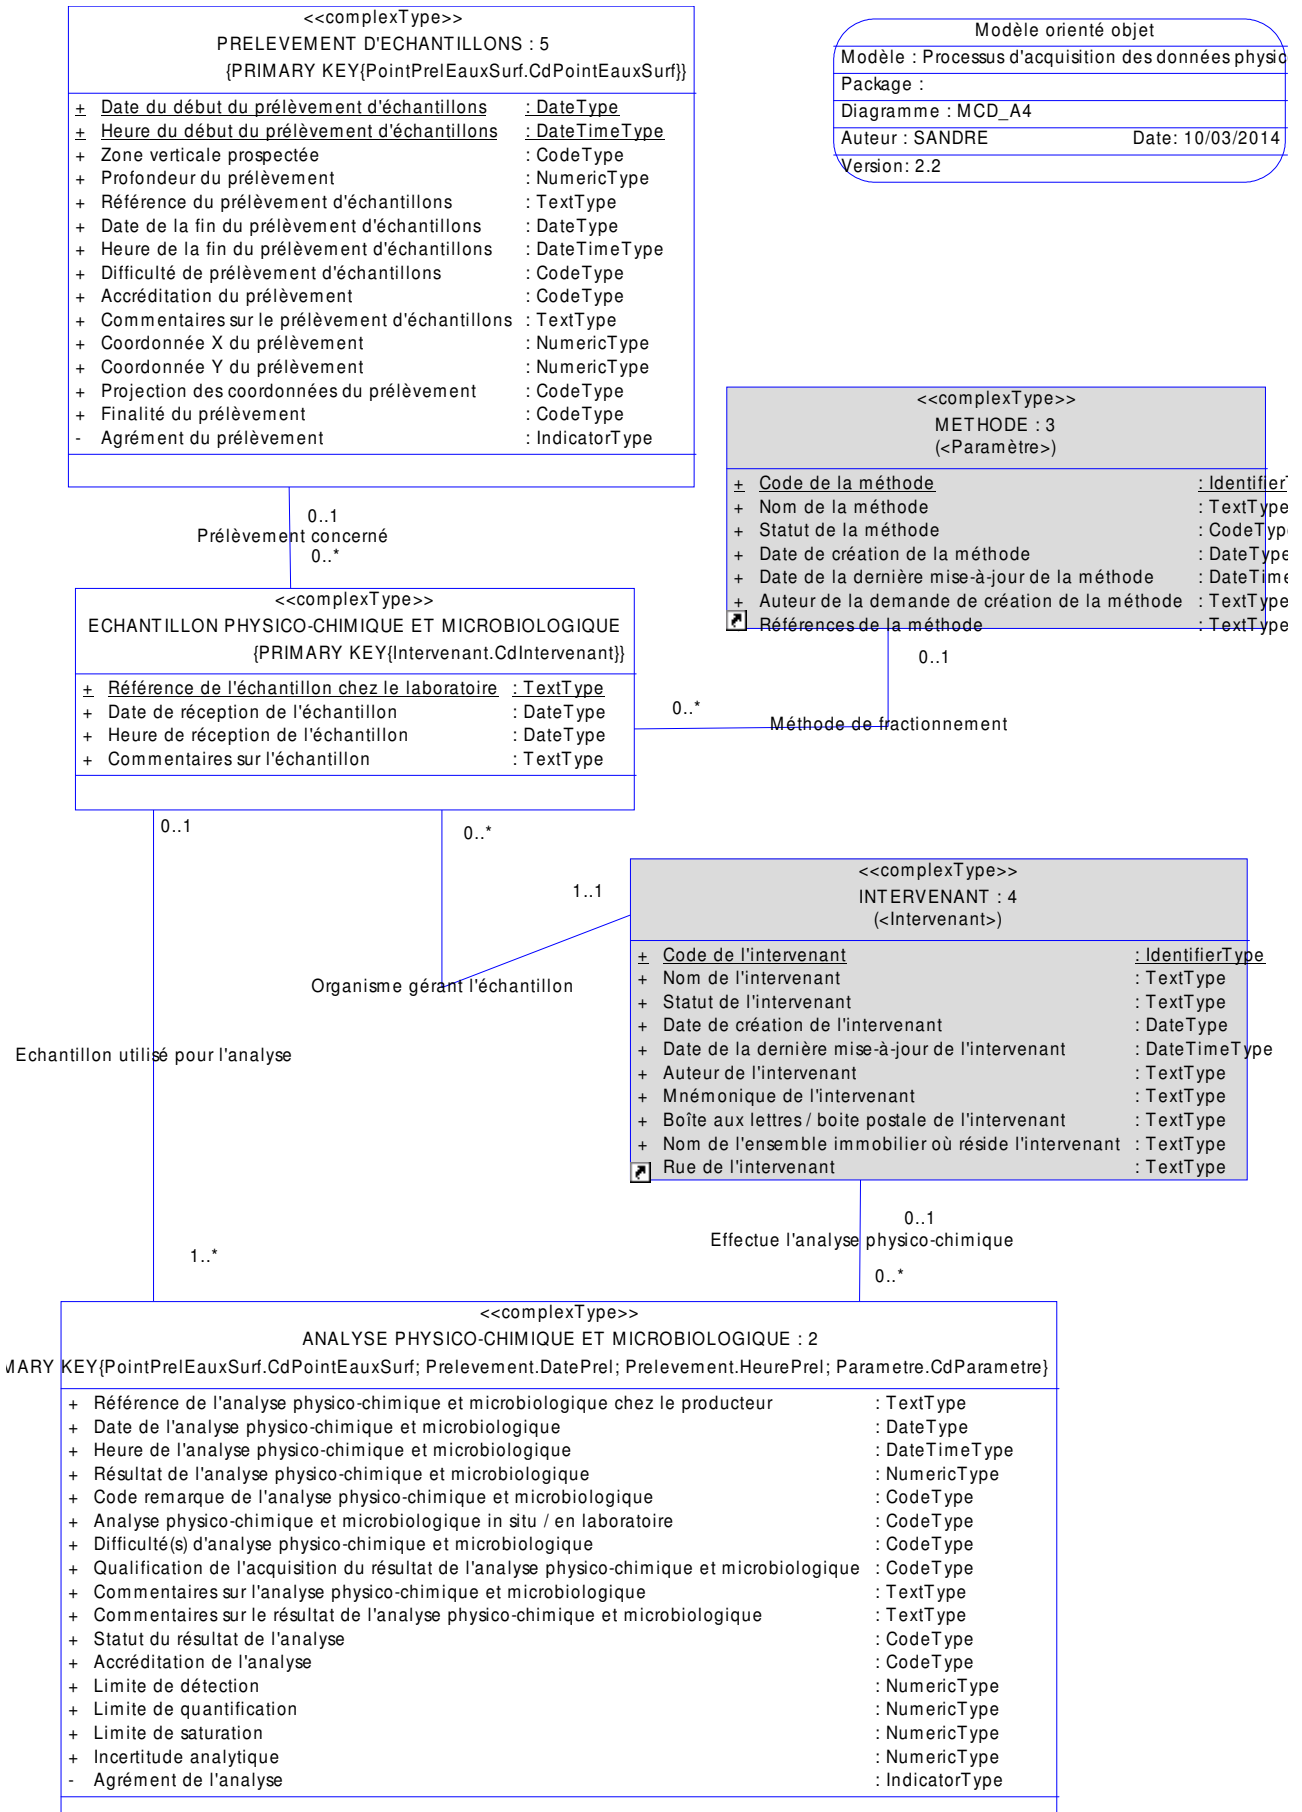 <<complexType>>
PRELEVEMENT D'ECHANTILLONS : 5
{PRIMARY KEY{PointPrelEauxSurf.CdPointEauxSurf}}
+ Date du début du prélèvement d'échantillons : DateType
+ Heure du début du prélèvement d'échantillons : DateTimeType
+ Zone verticale prospectée : CodeType
+ Profondeur du prélèvement : NumericType
+ Référence du prélèvement d'échantillons : TextType
+ Date de la fin du prélèvement d'échantillons : DateType
+ Heure de la fin du prélèvement d'échantillons : DateTimeType
+ Difficulté de prélèvement d'échantillons : CodeType
+ Accréditation du prélèvement : CodeType
+ Commentaires sur le prélèvement d'échantillons : TextType
+ Coordonnée X du prélèvement : NumericType
+ Coordonnée Y du prélèvement : NumericType
+ Projection des coordonnées du prélèvement : CodeType
+ Finalité du prélèvement : CodeType
- Agrément du prélèvement : IndicatorType
Modèle orienté objet
Modèle : Processus d'acquisition des données physic
Package :
Diagramme : MCD_A4
Auteur : SANDRE Date: 10/03/2014
Version: 2.2
<<complexType>>
METHODE : 3
(<Paramètre>)
+ Code de la méthode : Identifier
+ Nom de la méthode : TextType
+ Statut de la méthode : CodeTyp
+ Date de création de la méthode : DateType
+ Date de la dernière mise-à-jour de la méthode : DateTime
+ Auteur de la demande de création de la méthode : TextType
Références de la méthode : TextType
0..1
Prélèvement concerné
0..*
<<complexType>>
ECHANTILLON PHYSICO-CHIMIQUE ET MICROBIOLOGIQUE
{PRIMARY KEY{Intervenant.CdIntervenant}}
+ Référence de l'échantillon chez le laboratoire : TextType
+ Date de réception de l'échantillon : DateType
+ Heure de réception de l'échantillon : DateType
+ Commentaires sur l'échantillon : TextType
0..1
0..*
Méthode de fractionnement
0..1
0..*
1..1
Organisme gérant l'échantillon
<<complexType>>
INTERVENANT : 4
(<Intervenant>)
+ Code de l'intervenant : IdentifierType
+ Nom de l'intervenant : TextType
+ Statut de l'intervenant : TextType
+ Date de création de l'intervenant : DateType
+ Date de la dernière mise-à-jour de l'intervenant : DateTimeType
+ Auteur de l'intervenant : TextType
+ Mnémonique de l'intervenant : TextType
+ Boîte aux lettres / boite postale de l'intervenant : TextType
+ Nom de l'ensemble immobilier où réside l'intervenant : TextType
Rue de l'intervenant : TextType
Echantillon utilisé pour l'analyse
1..*
0..1
Effectue l'analyse physico-chimique
0..*
<<complexType>>
ANALYSE PHYSICO-CHIMIQUE ET MICROBIOLOGIQUE : 2
MARY KEY{PointPrelEauxSurf.CdPointEauxSurf; Prelevement.DatePrel; Prelevement.HeurePrel; Parametre.CdParametre}
+ Référence de l'analyse physico-chimique et microbiologique chez le producteur : TextType
+ Date de l'analyse physico-chimique et microbiologique : DateType
+ Heure de l'analyse physico-chimique et microbiologique : DateTimeType
+ Résultat de l'analyse physico-chimique et microbiologique : NumericType
+ Code remarque de l'analyse physico-chimique et microbiologique : CodeType
+ Analyse physico-chimique et microbiologique in situ / en laboratoire : CodeType
+ Difficulté(s) d'analyse physico-chimique et microbiologique : CodeType
+ Qualification de l'acquisition du résultat de l'analyse physico-chimique et microbiologique : CodeType
+ Commentaires sur l'analyse physico-chimique et microbiologique : TextType
+ Commentaires sur le résultat de l'analyse physico-chimique et microbiologique : TextType
+ Statut du résultat de l'analyse : CodeType
+ Accréditation de l'analyse : CodeType
+ Limite de détection : NumericType
+ Limite de quantification : NumericType
+ Limite de saturation : NumericType
+ Incertitude analytique : NumericType
- Agrément de l'analyse : IndicatorType